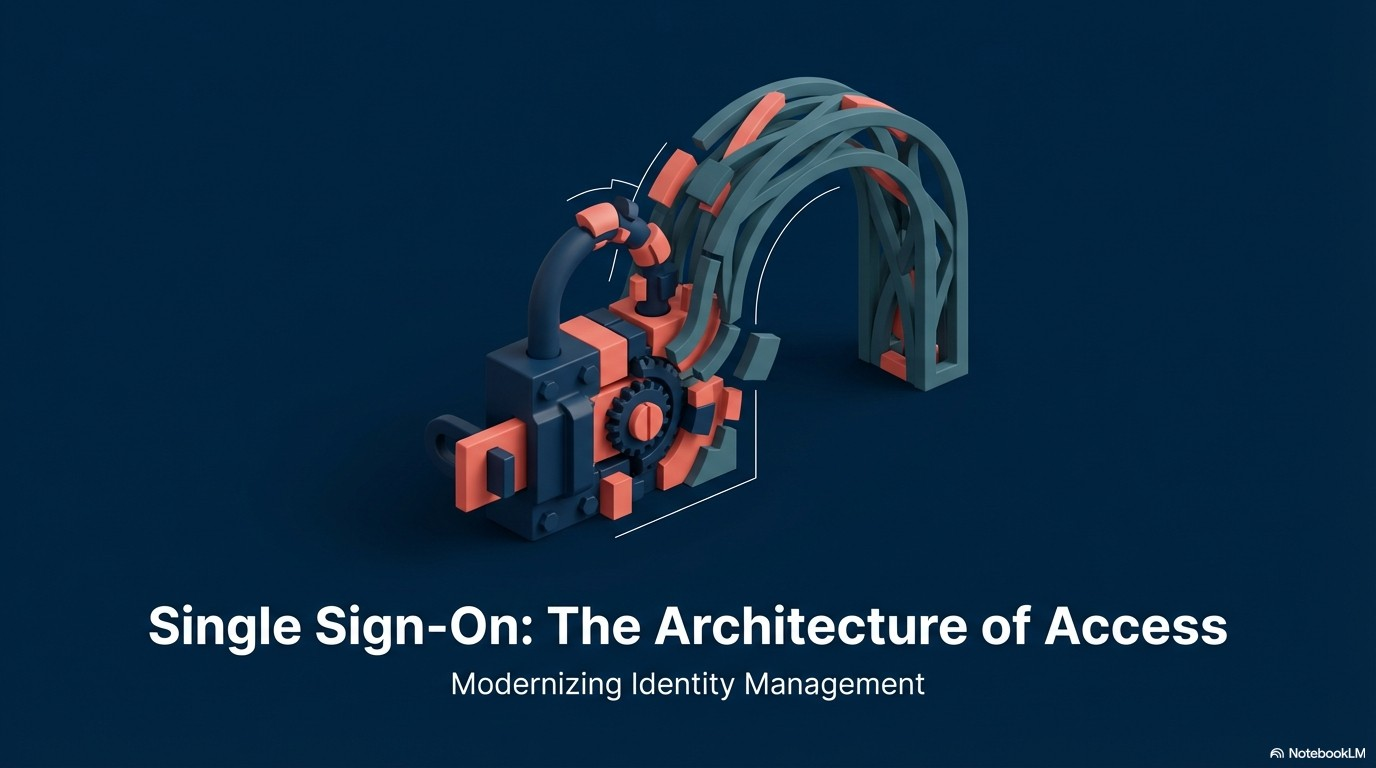 Single Sign-On: The Architecture of Access
Modernizing Identity Management
NotebookLM